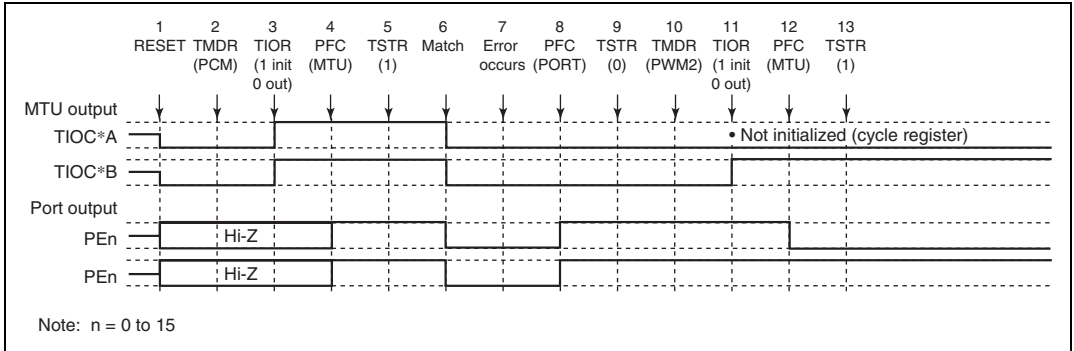 1 2 3 4 5 6 7 8 9 10 11 12 13
RESET TMDR TIOR PFC TSTR Match Error PFC TSTR TMDR TIOR PFC TSTR
(PCM) (1 init (MTU) (1) occurs (PORT) (0) (PWM2) (1 init (MTU) (1)
0 out) 0 out)
MTU output
TIOC*A • Not initialized (cycle register)
TIOC*B
Port output
PEn Hi-Z
PEn Hi-Z
Note: n = 0 to 15